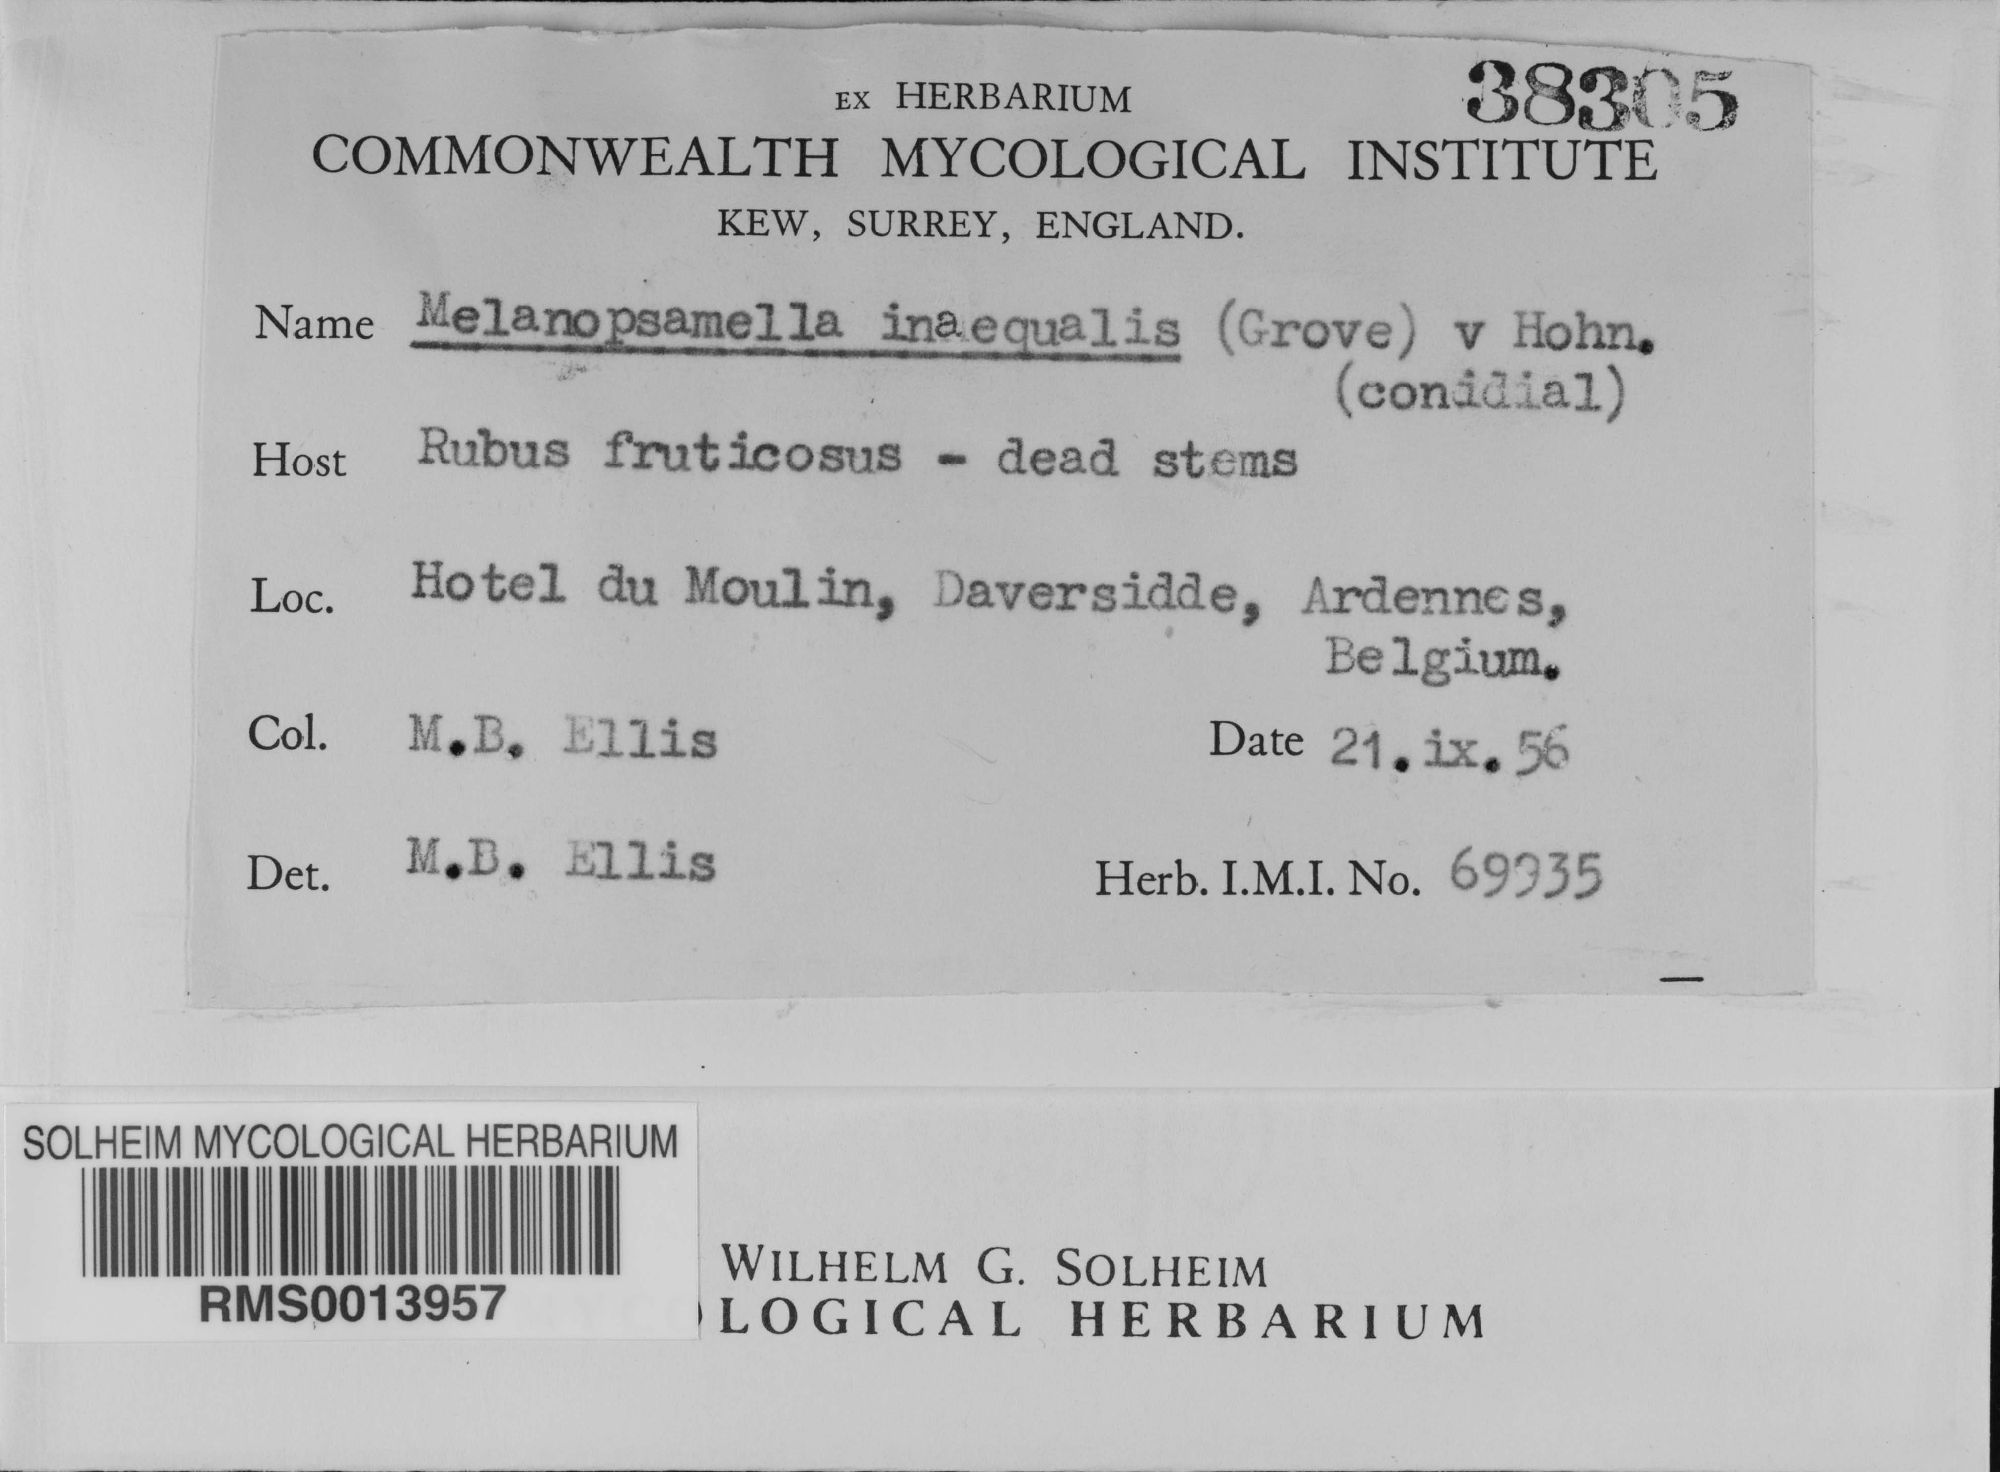 38305
EX HERBARIUM
COMMONWEALTH MYCOLOGICAL INSTITUTE
KEW, SURREY, ENGLAND.
Name Melanopsamella inaequalis (Grove) v Hohn.
(conidial)
Host Rubus fruticosus - dead stems
Loc. Hotel du Moulin, Daversidde, Ardennes,
Belgium.
Col. M.B. Ellis Date 21.ix.56
Det. M.B. Ellis Herb. I.M.I. No. 69935
SOLHEIM MYCOLOGICAL HERBARIUM
RMS0013957
WILHELM G. SOLHEIM
LOGICAL HERBARIUM